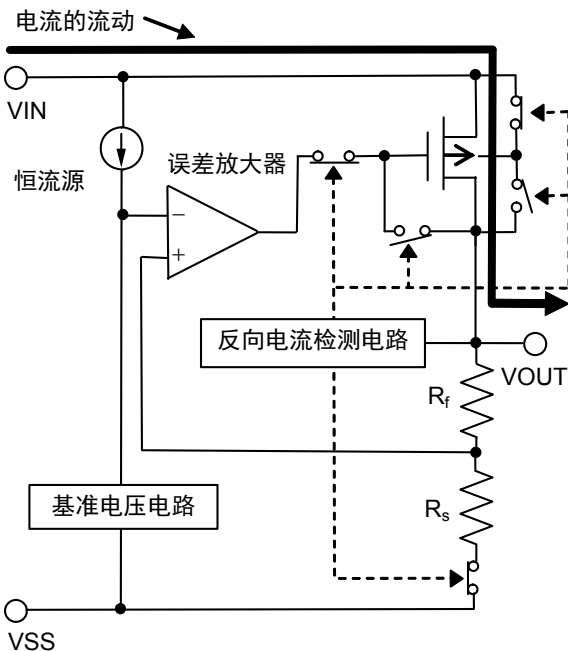 电流的流动
VIN
恒流源
误差放大器
−
+
反向电流检测电路
VOUT
Rf
基准电压电路
Rs
VSS